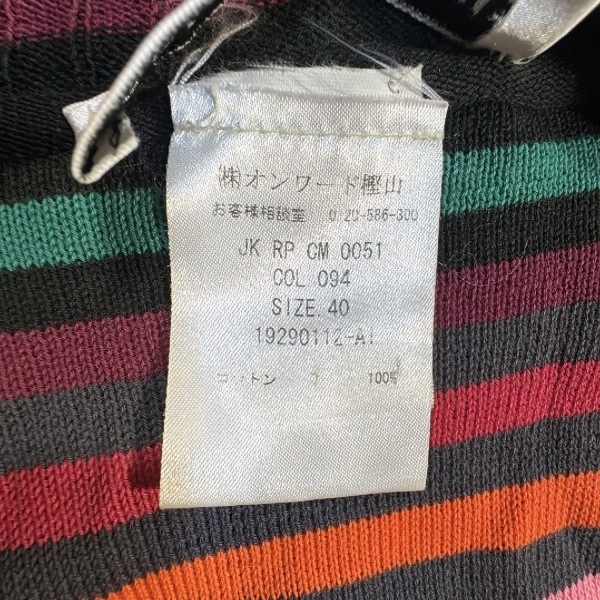 ㈱オンワード樫山
お客様相談室 0120-586-300
JK RP CM 0051
COL 094
SIZE.40
19290112-A1
コットン 100%